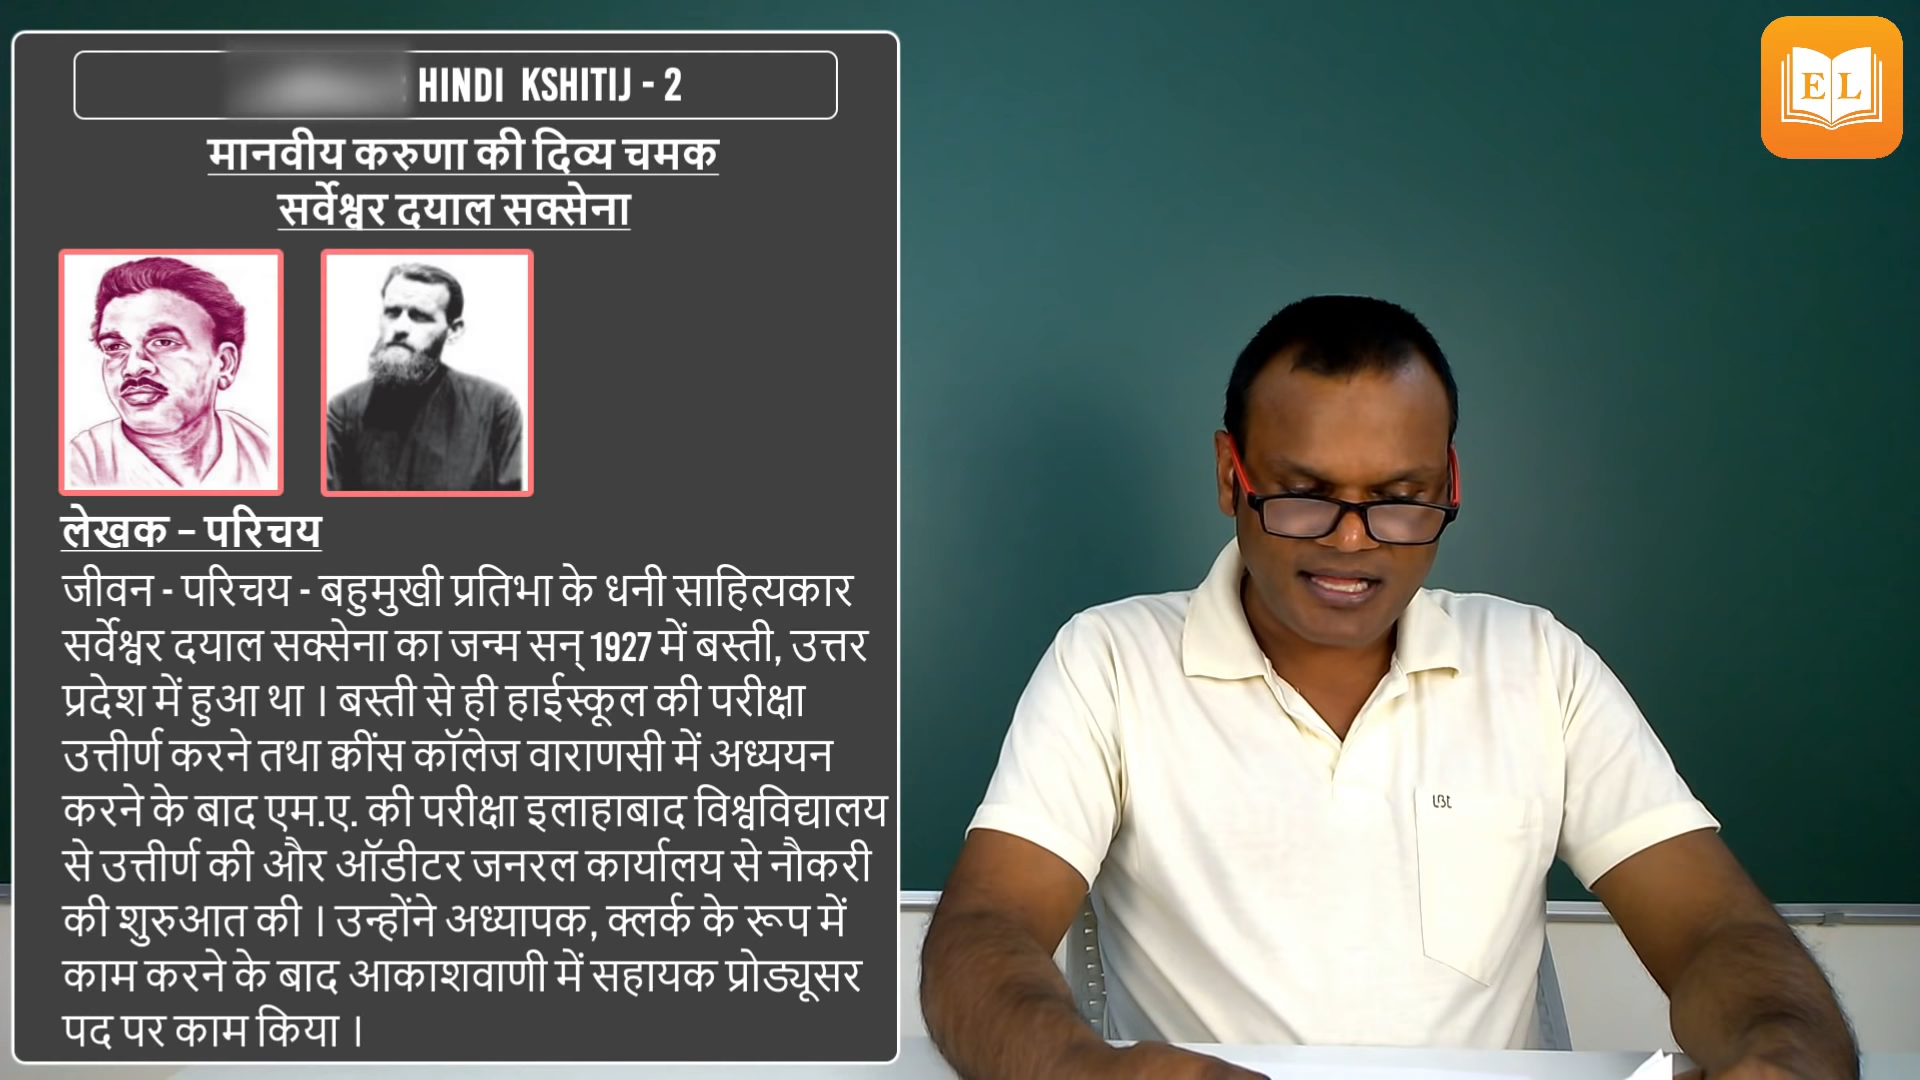 HINDI KSHITIJ - 2
मानवीय करुणा की दिव्य चमक
सर्वेश्वर दयाल सक्सेना
लेखक – परिचय
जीवन - परिचय - बहुमुखी प्रतिभा के धनी साहित्यकार
सर्वेश्वर दयाल सक्सेना का जन्म सन् 1927 में बस्ती, उत्तर
प्रदेश में हुआ था । बस्ती से ही हाईस्कूल की परीक्षा
उत्तीर्ण करने तथा क्वींस कॉलेज वाराणसी में अध्ययन
करने के बाद एम.ए. की परीक्षा इलाहाबाद विश्वविद्यालय
से उत्तीर्ण की और ऑडीटर जनरल कार्यालय से नौकरी
की शुरुआत की । उन्होंने अध्यापक, क्लर्क के रूप में
काम करने के बाद आकाशवाणी में सहायक प्रोड्यूसर
पद पर काम किया ।
EL
LBL